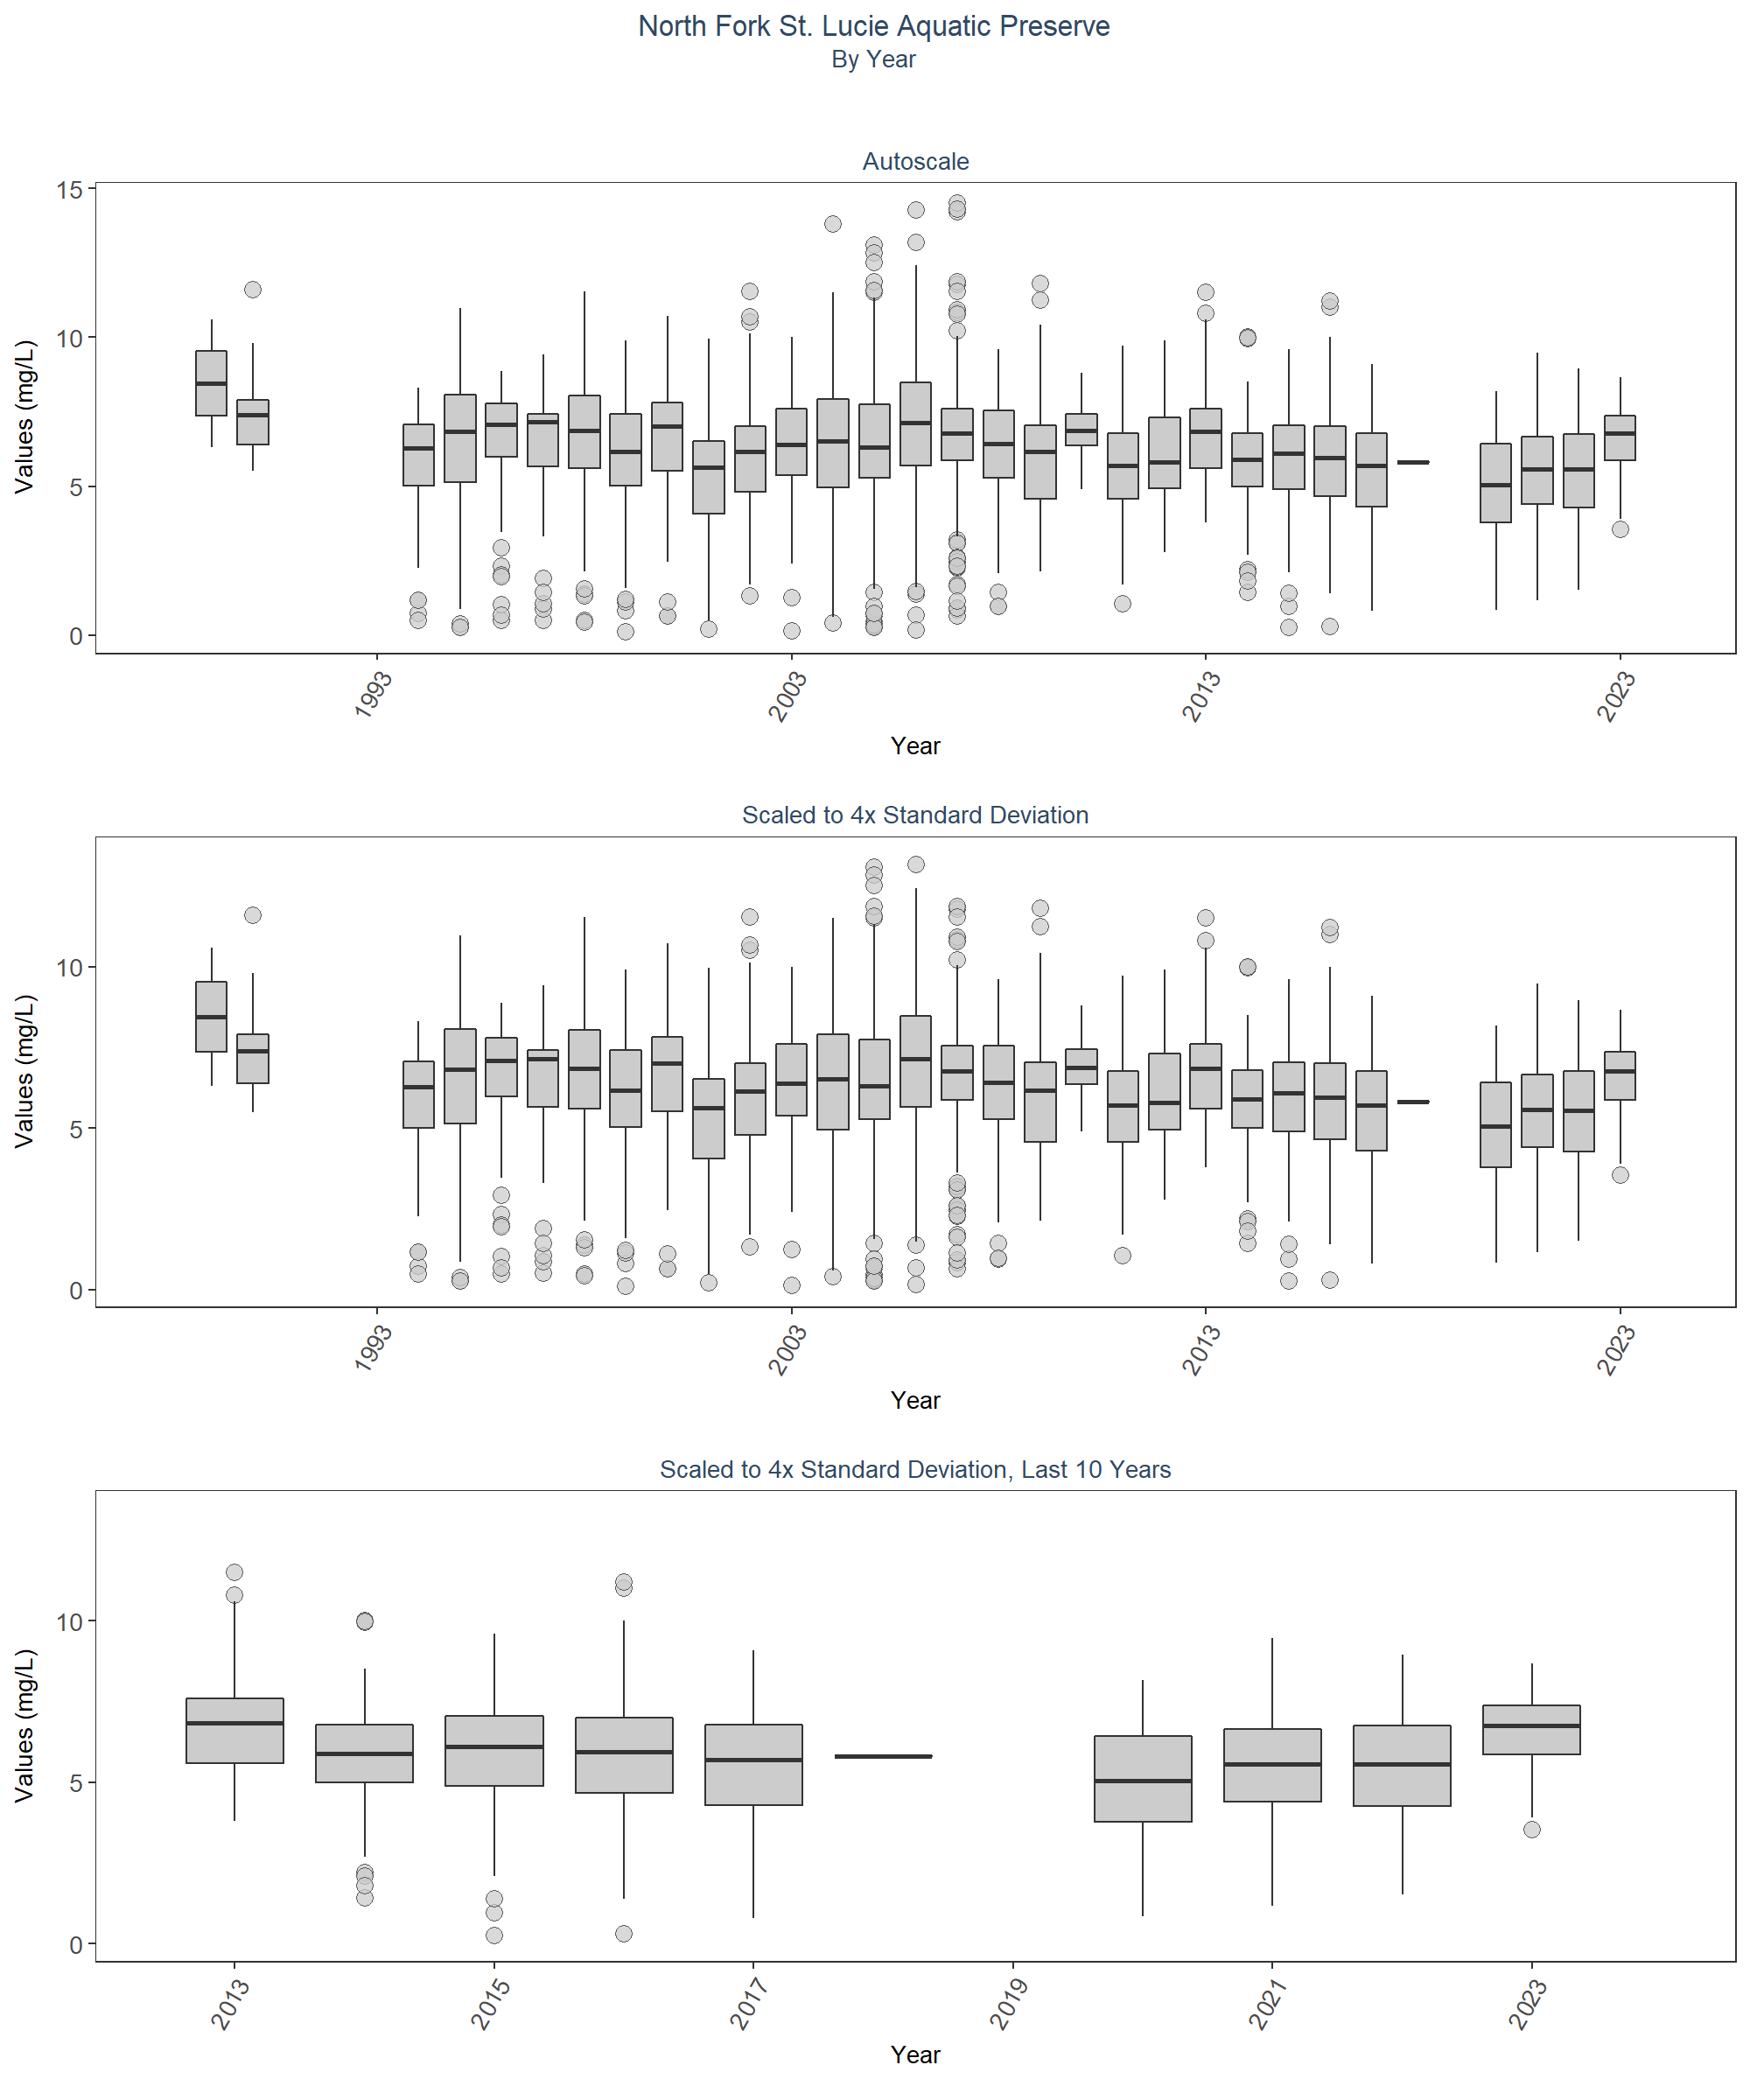 North Fork St. Lucie Aquatic Preserve
By Year
Autoscale
Values (mg/L)
15
10
5
0
1993
2003
2013
2023
Year
Scaled to 4x Standard Deviation
Values (mg/L)
10
5
0
1993
2003
2013
2023
Year
Scaled to 4x Standard Deviation, Last 10 Years
Values (mg/L)
10
5
0
2013
2015
2017
2019
2021
2023
Year